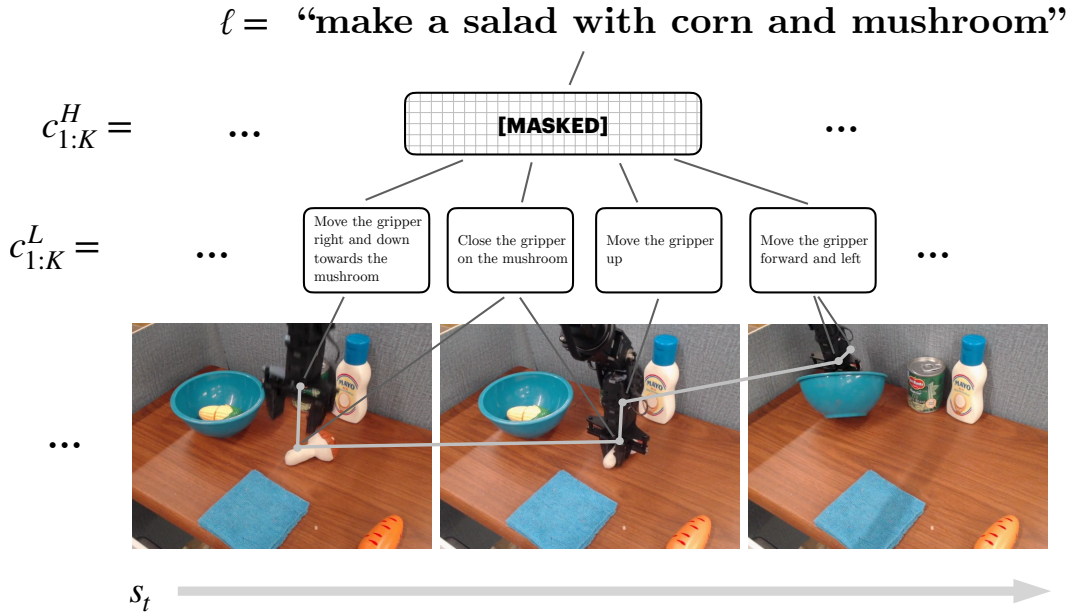 ℓ = “make a salad with corn and mushroom”
c^H_{1:K} = ... [MASKED] ...
c^L_{1:K} = ...
Move the gripper
right and down
towards the
mushroom
Close the gripper
on the mushroom
Move the gripper
up
Move the gripper
forward and left
...
...
MAYO
MAYO
MAYO
s_t